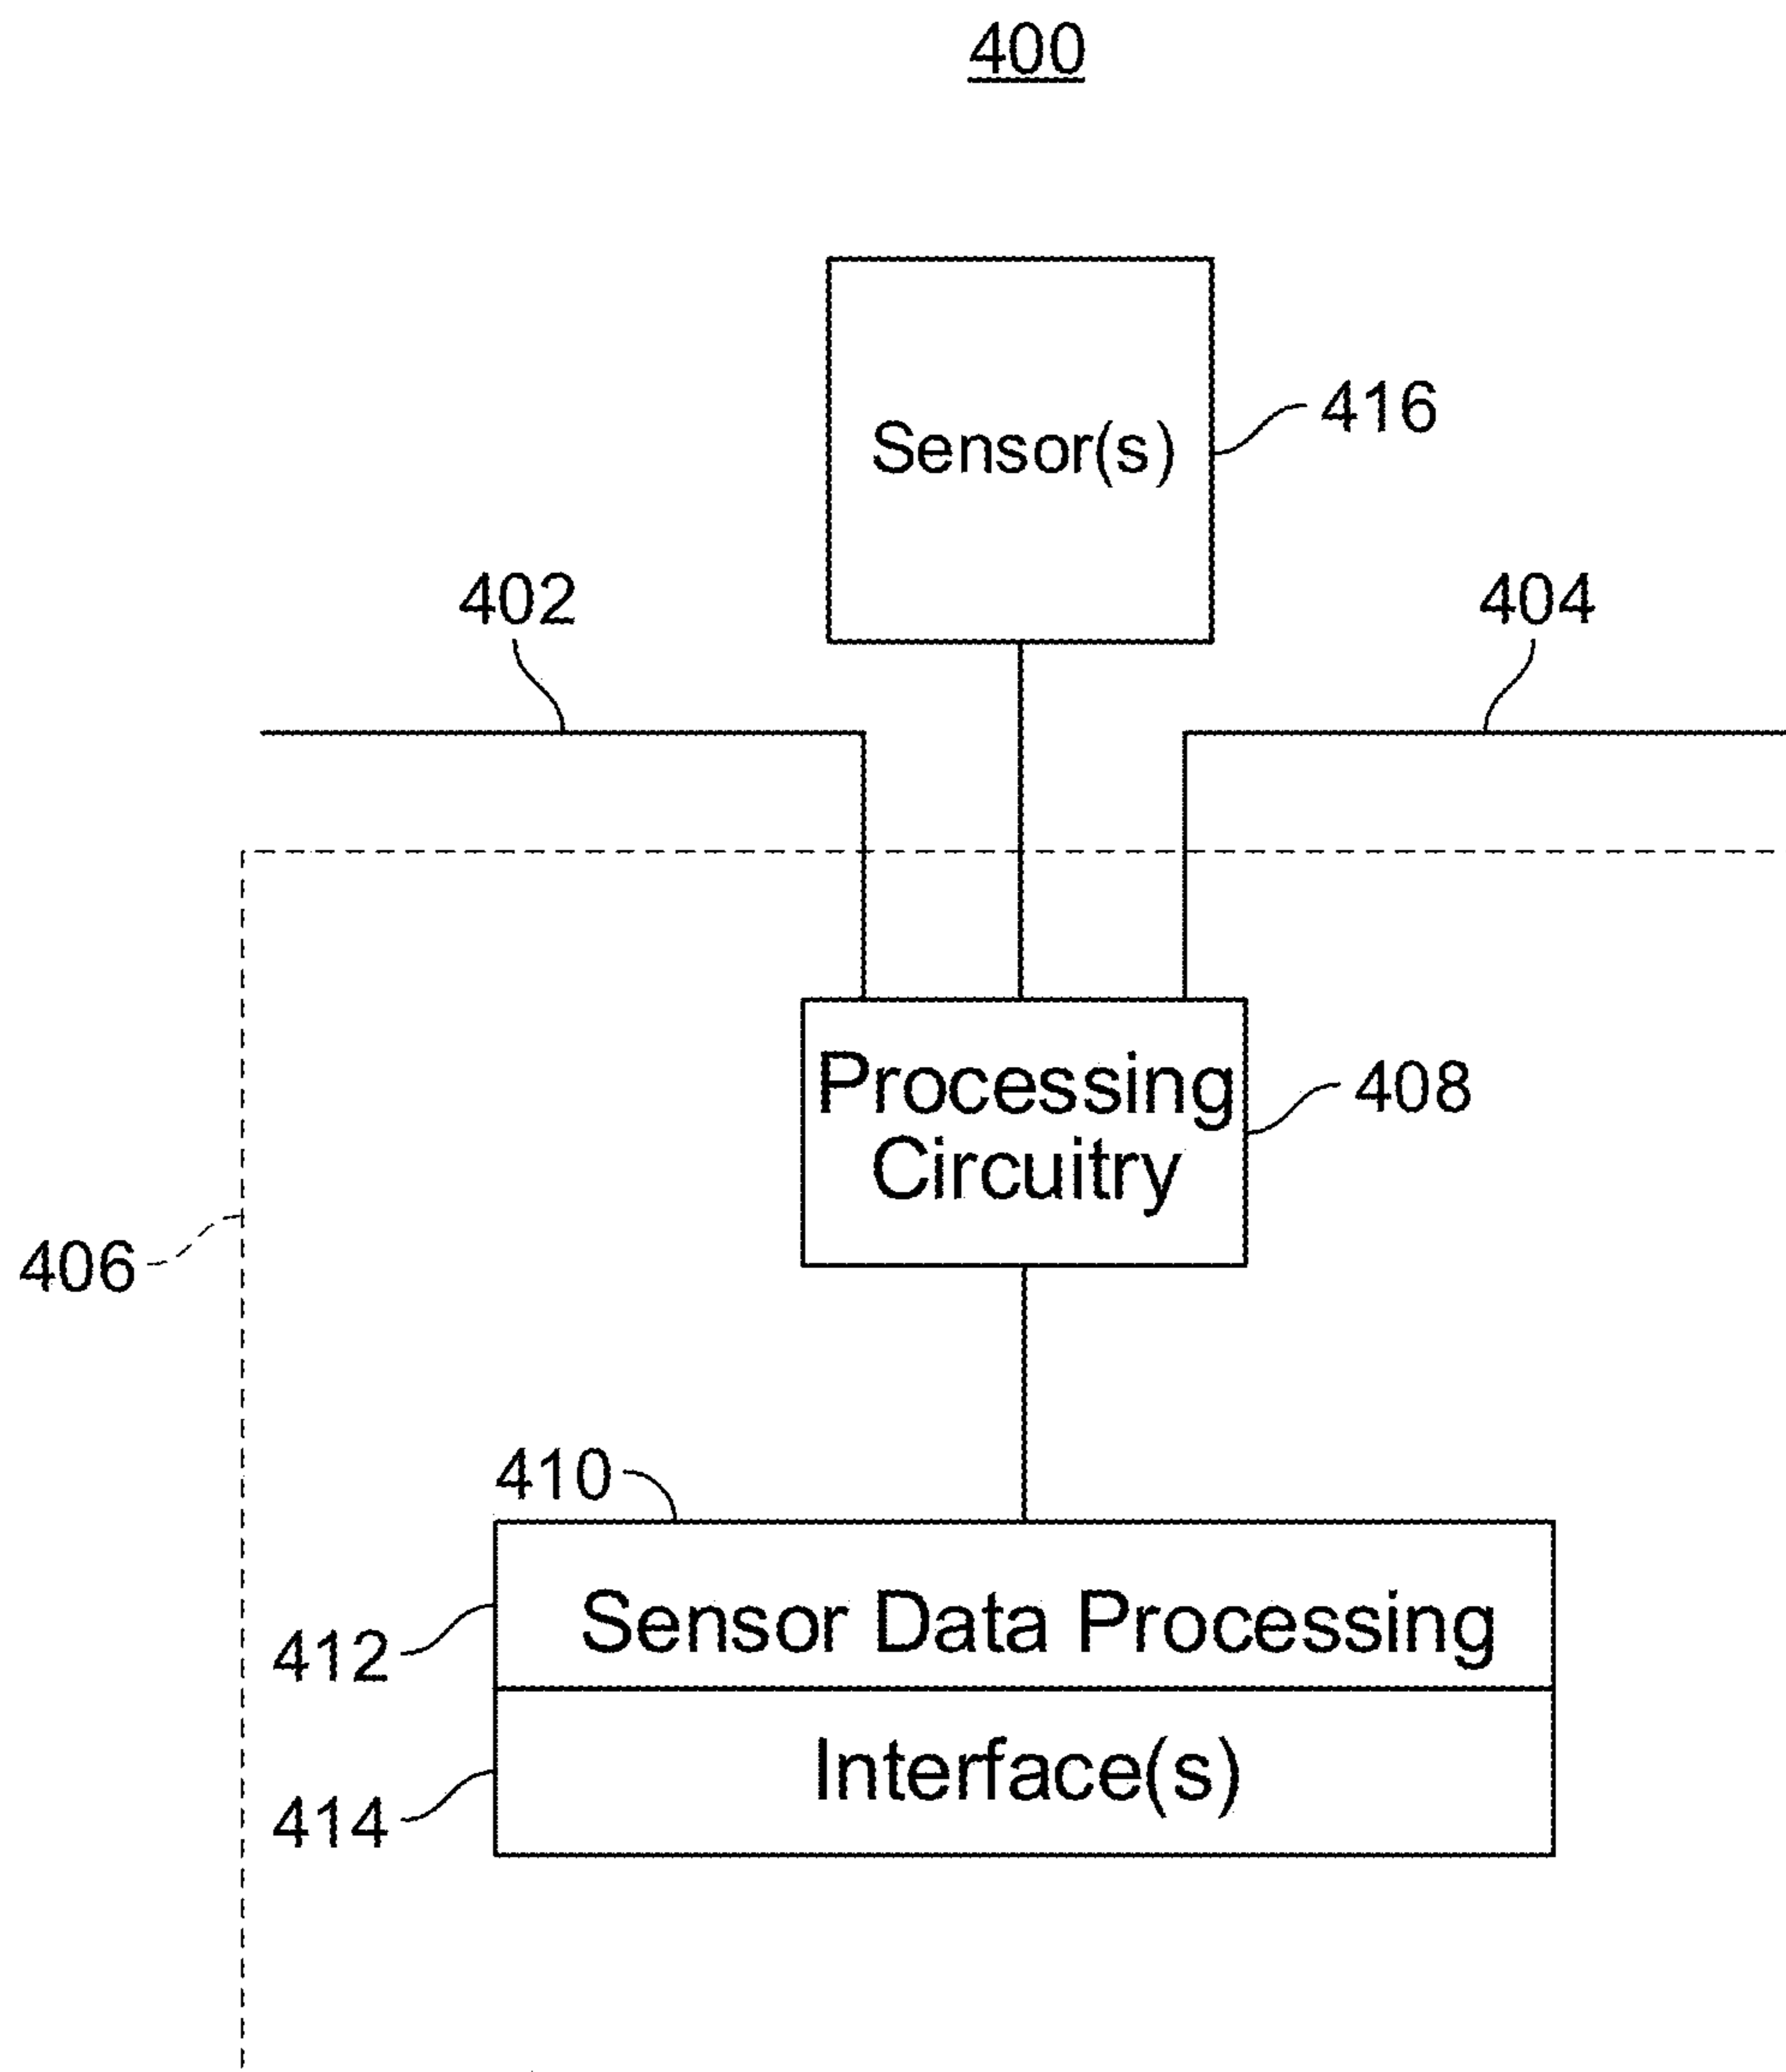 400
Sensor(s)
416
402
404
Processing
Circuitry
408
406
410
Sensor Data Processing
412
Interface(s)
414